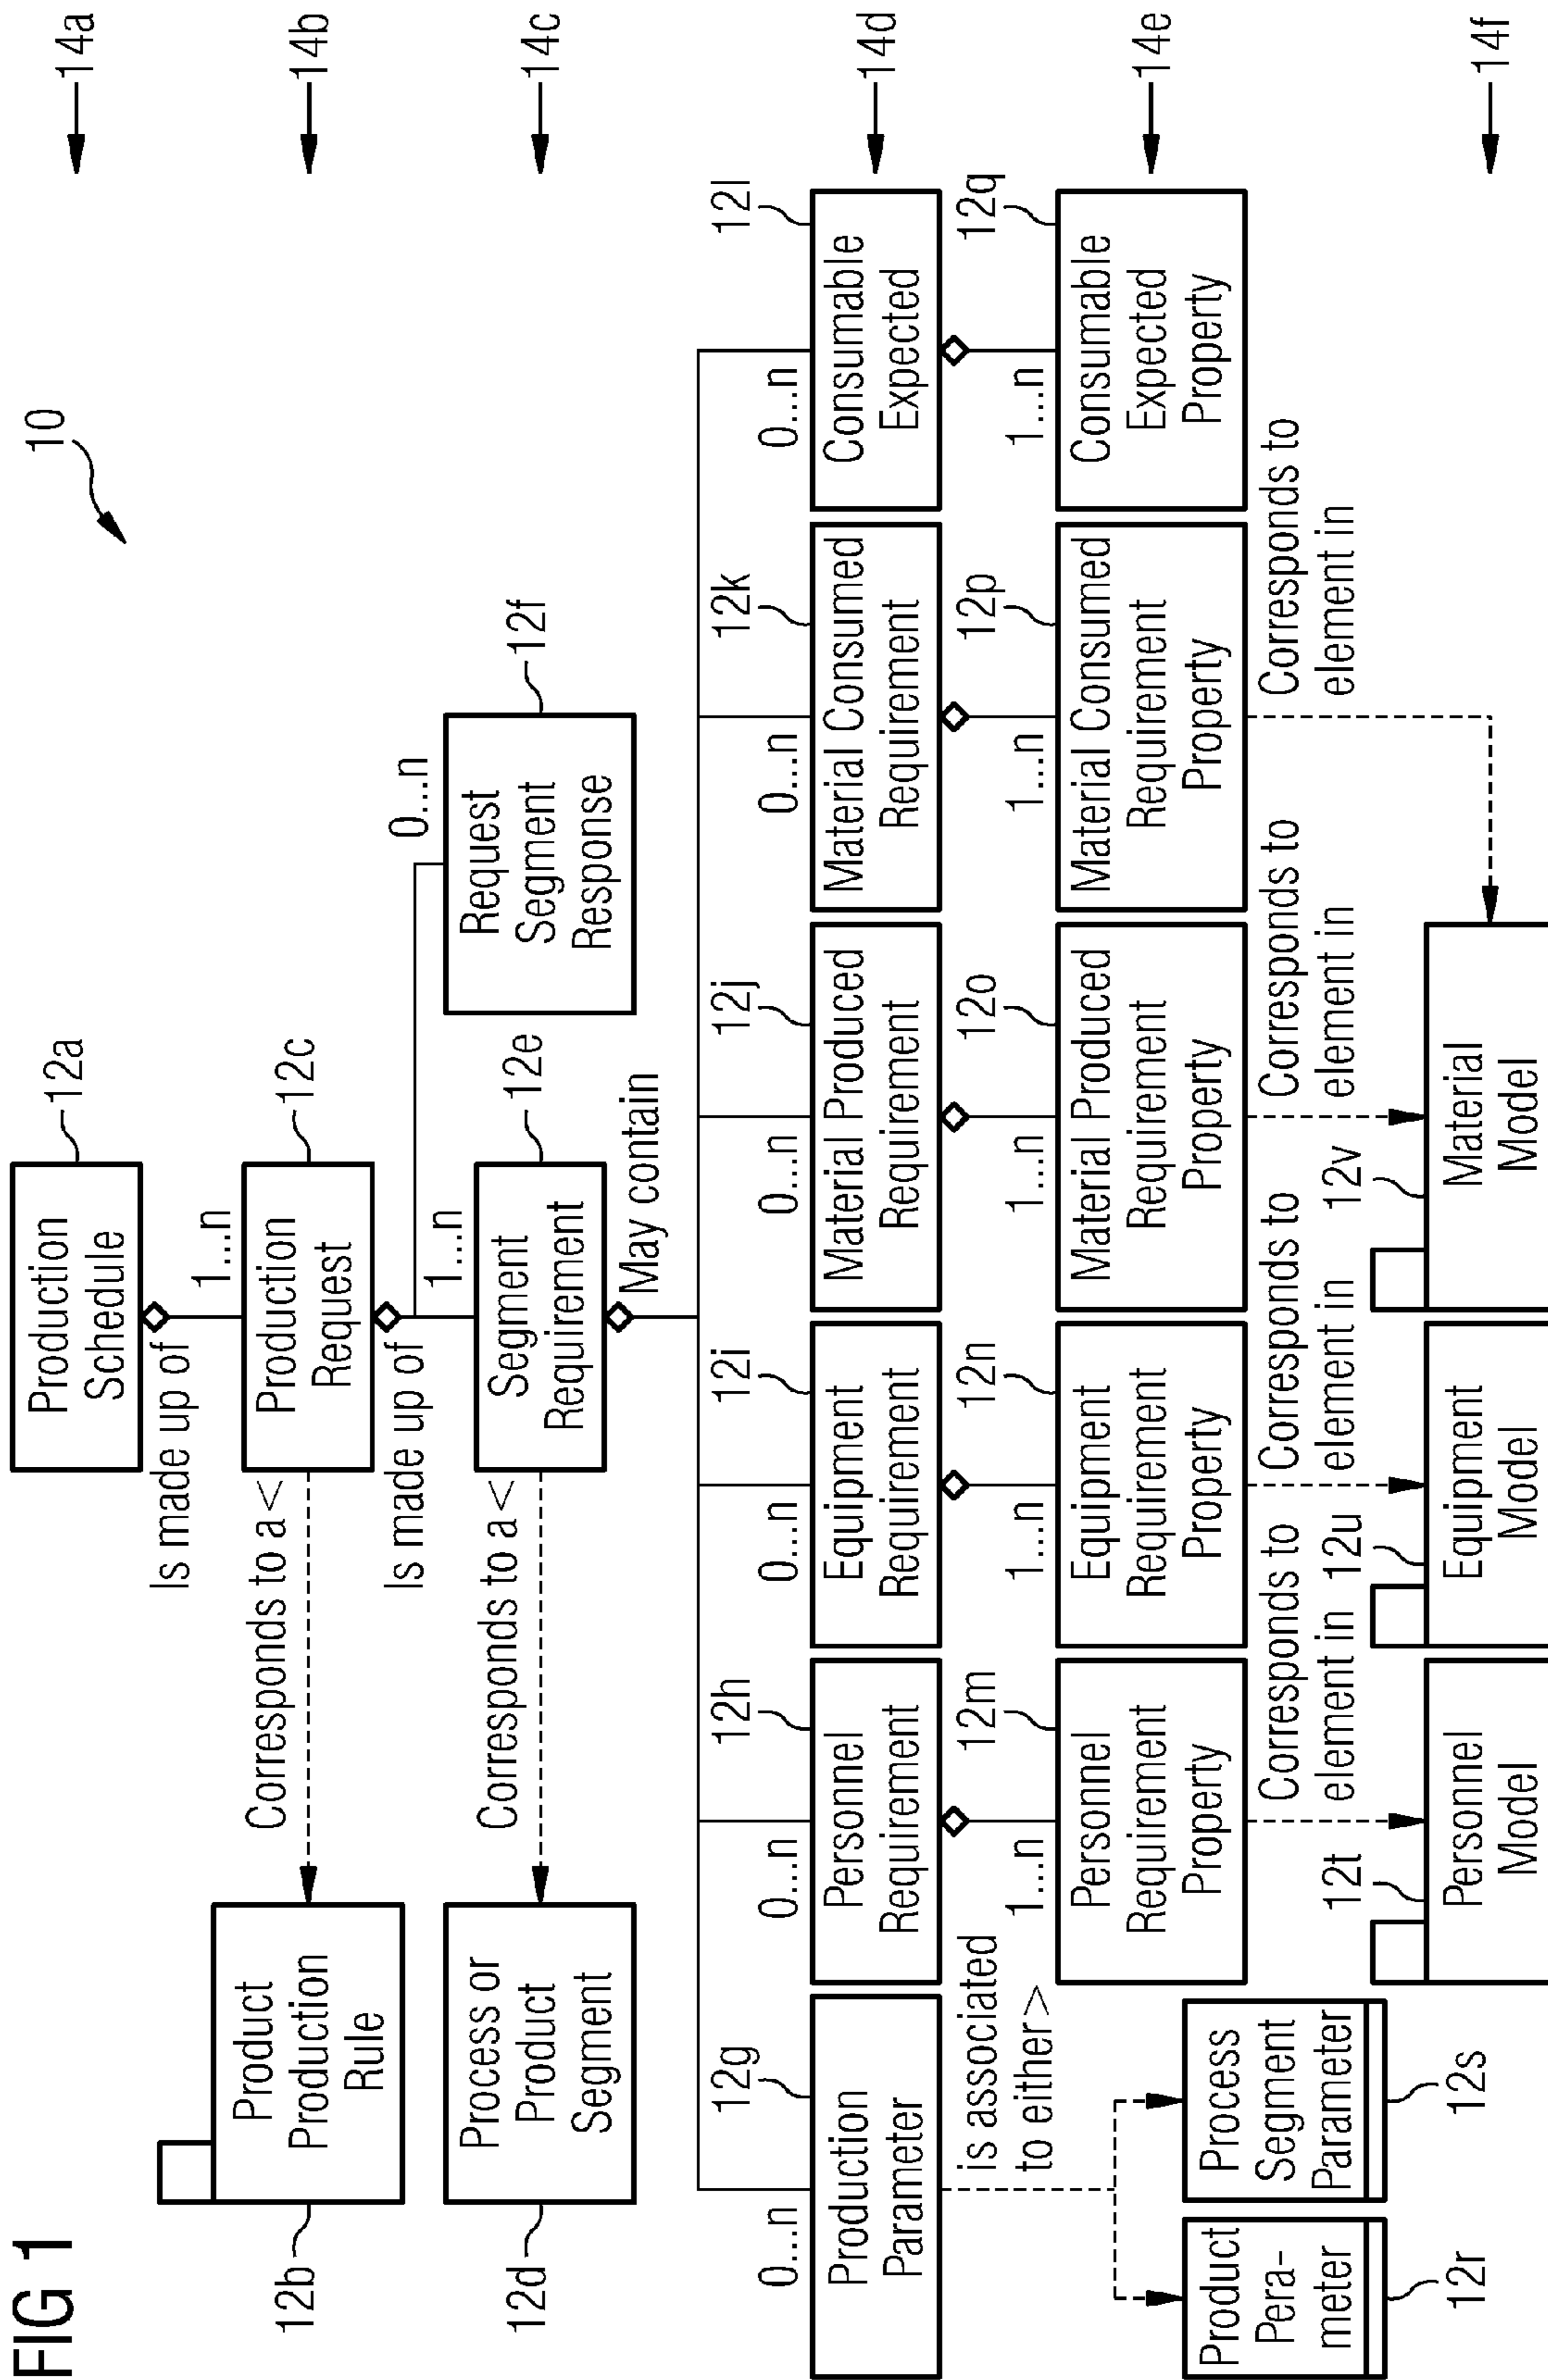 FIG 1
10
14a
14b
14c
14d
14e
14f
Production
Schedule
12a
Is made up of
1...n
Product
Production
Rule
12b
Corresponds to a <
Production
Request
12c
Is made up of
1...n
0...n
Process or
Product
Segment
12d
Corresponds to a <
Segment
Requirement
12e
Request
Segment
Response
12f
May contain
0...n
12g
0...n
12h
0...n
12i
0...n
12j
0...n
12k
0...n
12l
Production
Parameter
Personnel
Requirement
Equipment
Requirement
Material Produced
Requirement
Material Consumed
Requirement
Consumable
Expected
is associated
to either >
1...n
12m
1...n
12n
1...n
12o
1...n
12p
1...n
12q
Personnel
Requirement
Property
Equipment
Requirement
Property
Material Produced
Requirement
Property
Material Consumed
Requirement
Property
Consumable
Expected
Property
Product
Pera-
meter
12r
Process
Segment
Parameter
12s
Corresponds to
element in
Corresponds to
element in
Corresponds to
element in
Corresponds to
element in
12t
12u
12v
Personnel
Model
Equipment
Model
Material
Model